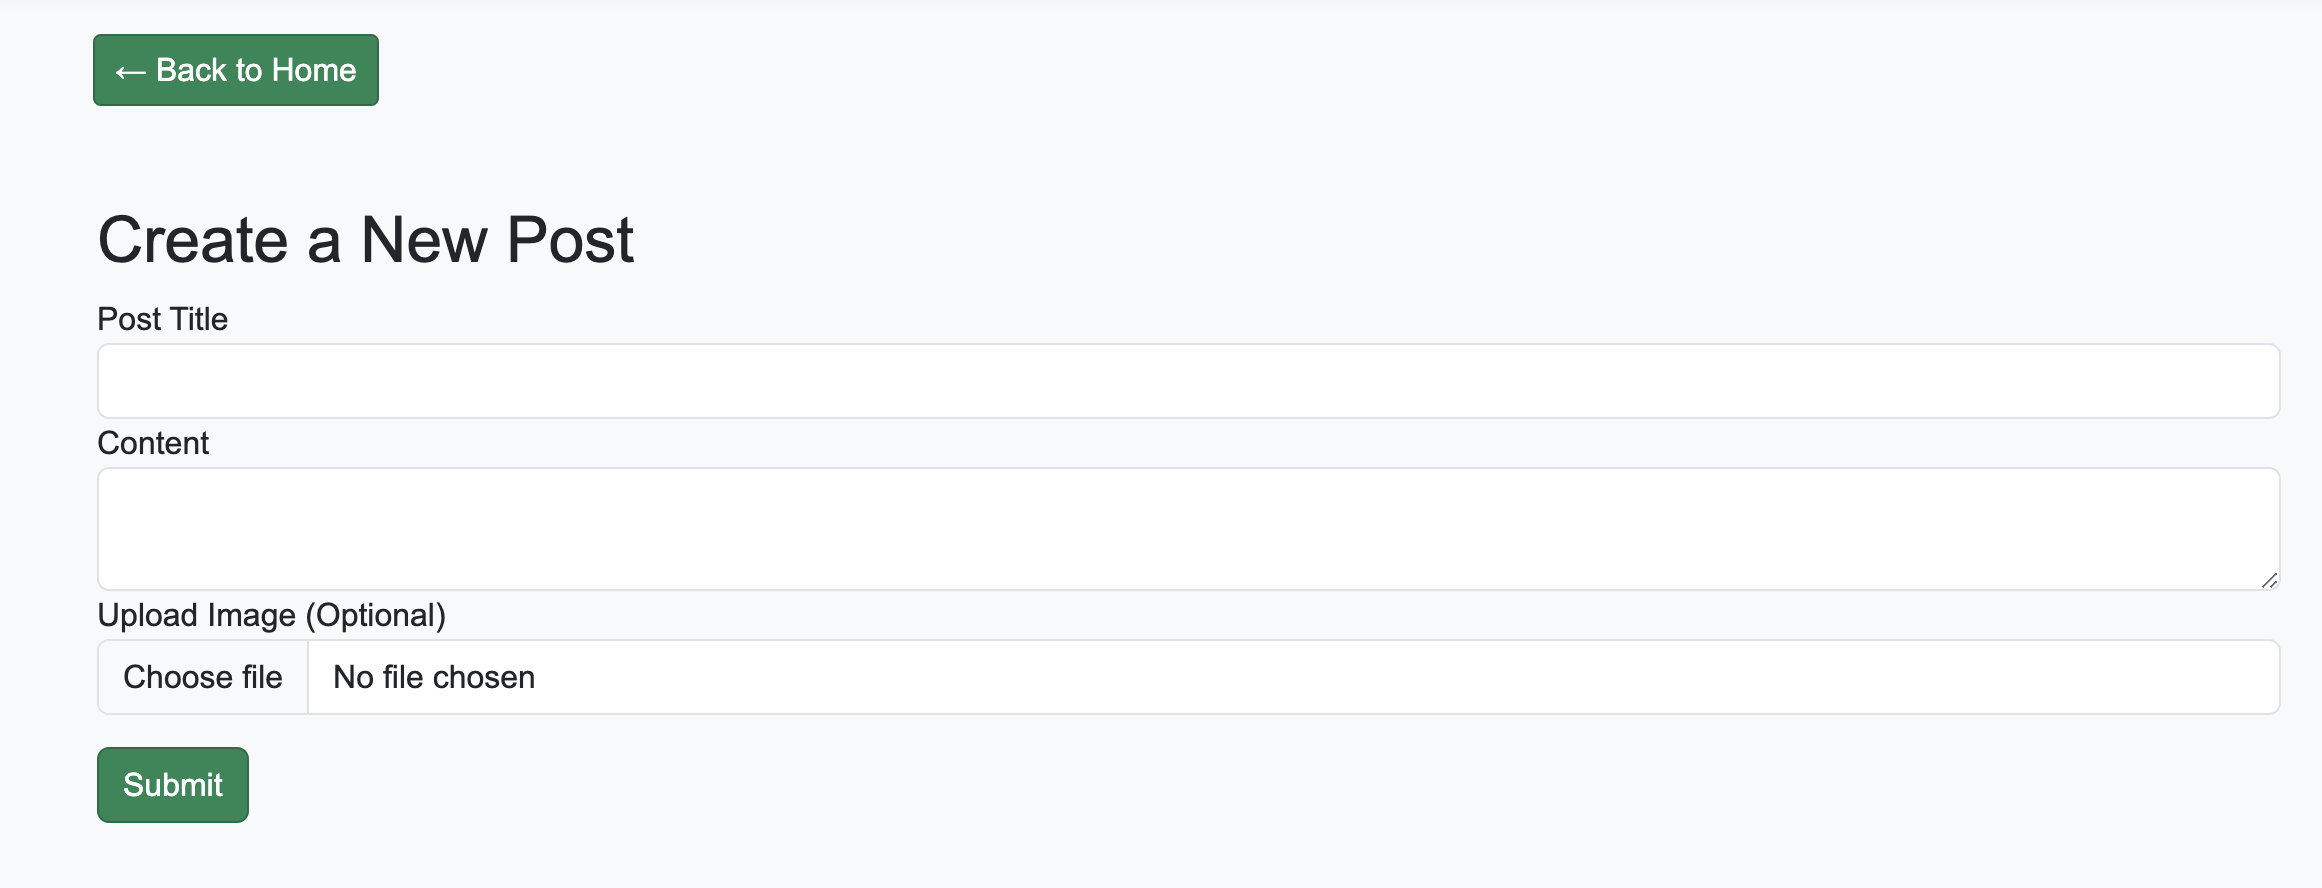 ← Back to Home
Create a New Post
Post Title
Content
Upload Image (Optional)
Choose file No file chosen
Submit